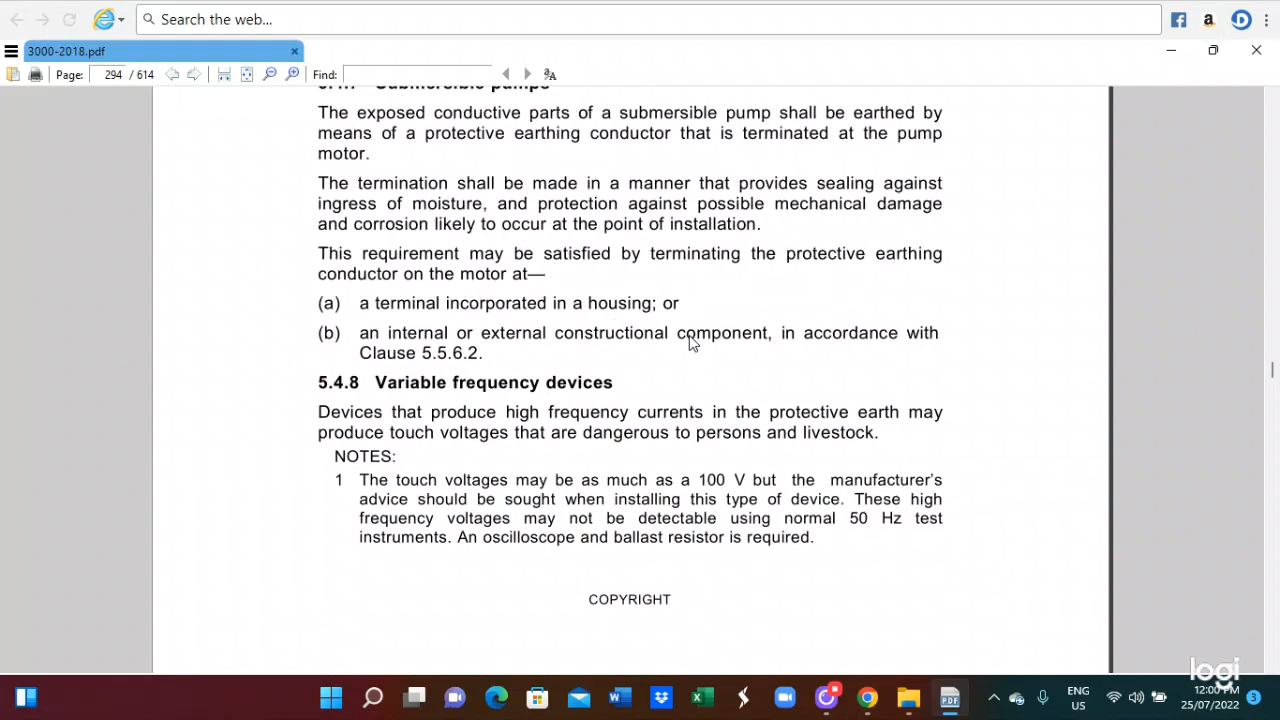 Search the web...
3000-2018.pdf
Page: 294 / 614 Find:
Submersible pumps
The exposed conductive parts of a submersible pump shall be earthed by
means of a protective earthing conductor that is terminated at the pump
motor.
The termination shall be made in a manner that provides sealing against
ingress of moisture, and protection against possible mechanical damage
and corrosion likely to occur at the point of installation.
This requirement may be satisfied by terminating the protective earthing
conductor on the motor at—
(a) a terminal incorporated in a housing; or
(b) an internal or external constructional component, in accordance with
Clause 5.5.6.2.
5.4.8 Variable frequency devices
Devices that produce high frequency currents in the protective earth may
produce touch voltages that are dangerous to persons and livestock.
NOTES:
1 The touch voltages may be as much as a 100 V but the manufacturer's
advice should be sought when installing this type of device. These high
frequency voltages may not be detectable using normal 50 Hz test
instruments. An oscilloscope and ballast resistor is required.
COPYRIGHT
logi
ENG
US
12:00 PM
25/07/2022
3